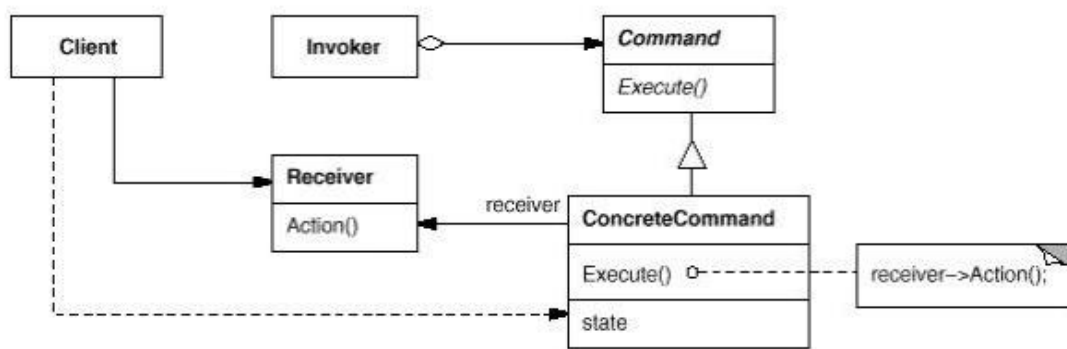 Client
Invoker
Command
Execute()
Receiver
Action()
receiver
ConcreteCommand
Execute()
receiver–>Action();
state